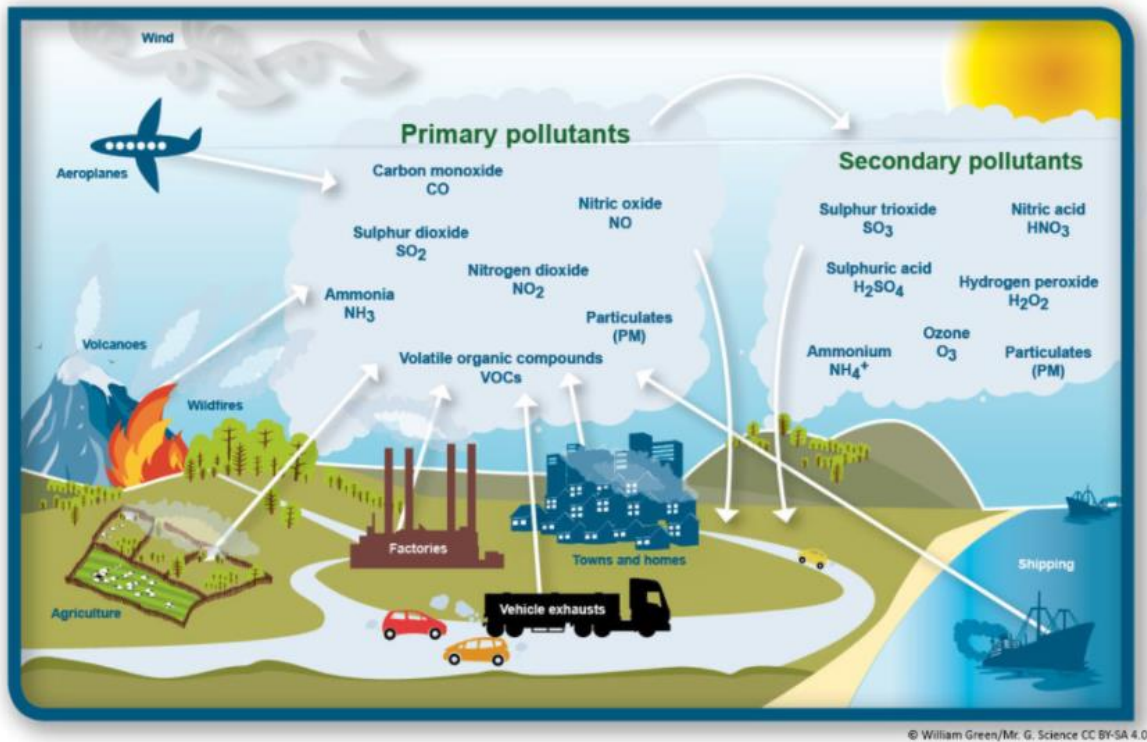 Wind
Aeroplanes
Primary pollutants
Carbon monoxide
CO
Nitric oxide
NO
Sulphur dioxide
SO2
Nitrogen dioxide
NO2
Ammonia
NH3
Particulates
(PM)
Volatile organic compounds
VOCs
Secondary pollutants
Sulphur trioxide
SO3
Nitric acid
HNO3
Sulphuric acid
H2SO4
Hydrogen peroxide
H2O2
Ozone
O3
Ammonium
NH4+
Particulates
(PM)
Volcanoes
Wildfires
Agriculture
Factories
Towns and homes
Vehicle exhausts
Shipping
© William Green/Mr. G. Science CC BY-SA 4.0